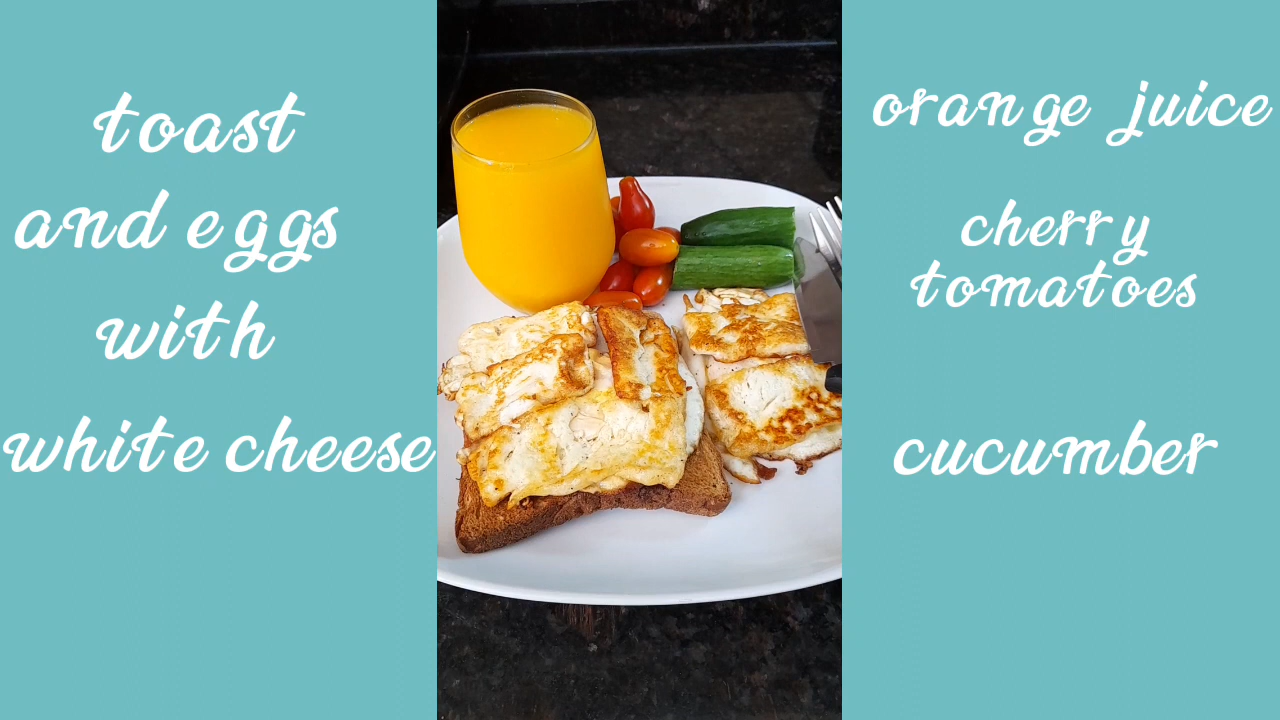 toast
and eggs
with
white cheese
orange juice
cherry
tomatoes
cucumber